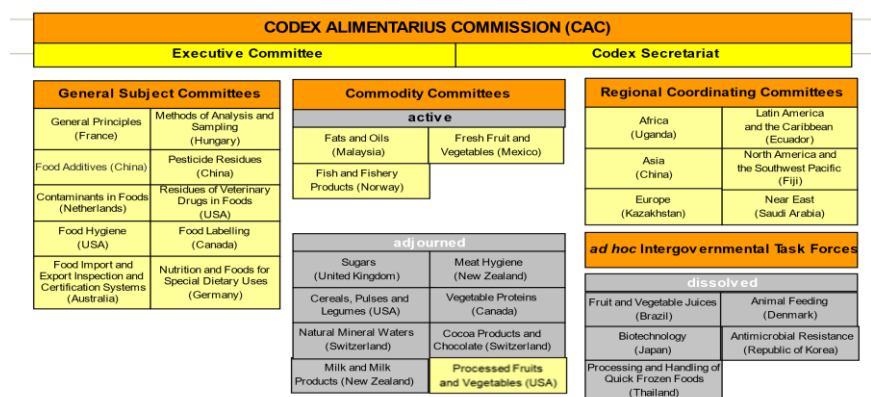 CODEX ALIMENTARIUS COMMISSION (CAC)
Executive Committee
Codex Secretariat
General Subject Committees
General Principles
(France)
Methods of Analysis and
Sampling
(Hungary)
Food Additives (China)
Pesticide Residues
(China)
Contaminants in Foods
(Netherlands)
Residues of Veterinary
Drugs in Foods
(USA)
Food Hygiene
(USA)
Food Labelling
(Canada)
Food Import and
Export Inspection and
Certification Systems
(Australia)
Nutrition and Foods for
Special Dietary Uses
(Germany)
Commodity Committees
active
Fats and Oils
(Malaysia)
Fresh Fruit and
Vegetables (Mexico)
Fish and Fishery
Products (Norway)
adjourned
Sugars
(United Kingdom)
Meat Hygiene
(New Zealand)
Cereals, Pulses and
Legumes (USA)
Vegetable Proteins
(Canada)
Natural Mineral Waters
(Switzerland)
Cocoa Products and
Chocolate (Switzerland)
Milk and Milk
Products (New Zealand)
Processed Fruits
and Vegetables (USA)
Regional Coordinating Committees
Africa
(Uganda)
Latin America
and the Caribbean
(Ecuador)
Asia
(China)
North America and
the Southwest Pacific
(Fiji)
Europe
(Kazakhstan)
Near East
(Saudi Arabia)
ad hoc Intergovernmental Task Forces
dissolved
Fruit and Vegetable Juices
(Brazil)
Animal Feeding
(Denmark)
Biotechnology
(Japan)
Antimicrobial Resistance
(Republic of Korea)
Processing and Handling of
Quick Frozen Foods
(Thailand)